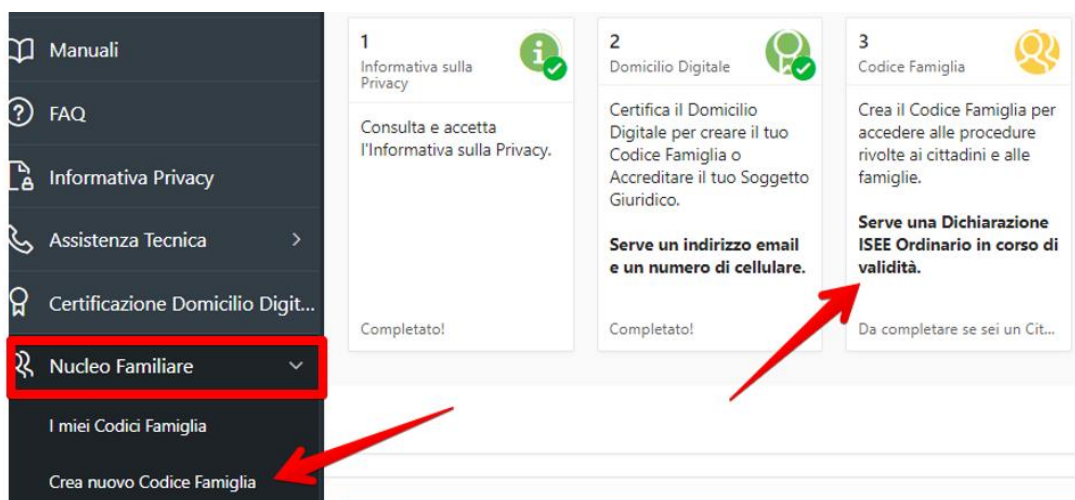 Manuali
FAQ
Informativa Privacy
Assistenza Tecnica
Certificazione Domicilio Digit...
Nucleo Familiare
I miei Codici Famiglia
Crea nuovo Codice Famiglia
1
Informativa sulla
Privacy
Consulta e accetta
l'Informativa sulla Privacy.
Completato!
2
Domicilio Digitale
Certifica il Domicilio
Digitale per creare il tuo
Codice Famiglia o
Accreditare il tuo Soggetto
Giuridico.
Serve un indirizzo email
e un numero di cellulare.
Completato!
3
Codice Famiglia
Crea il Codice Famiglia per
accedere alle procedure
rivolte ai cittadini e alle
famiglie.
Serve una Dichiarazione
ISEE Ordinario in corso di
validità.
Da completare se sei un Cit...